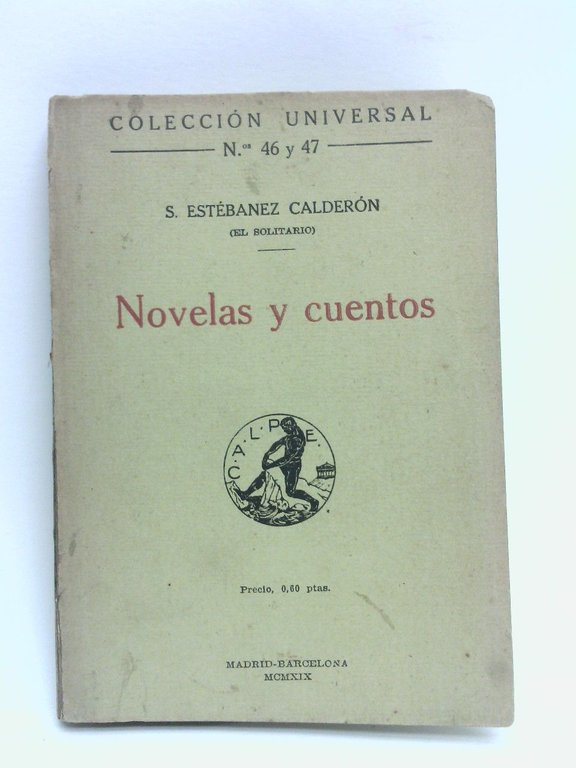 COLECCIÓN UNIVERSAL
N.os 46 y 47
S. ESTÉBANEZ CALDERÓN
(EL SOLITARIO)
Novelas y cuentos
C.A.L.P.E.
Precio, 0,60 ptas.
MADRID-BARCELONA
MCMXIX